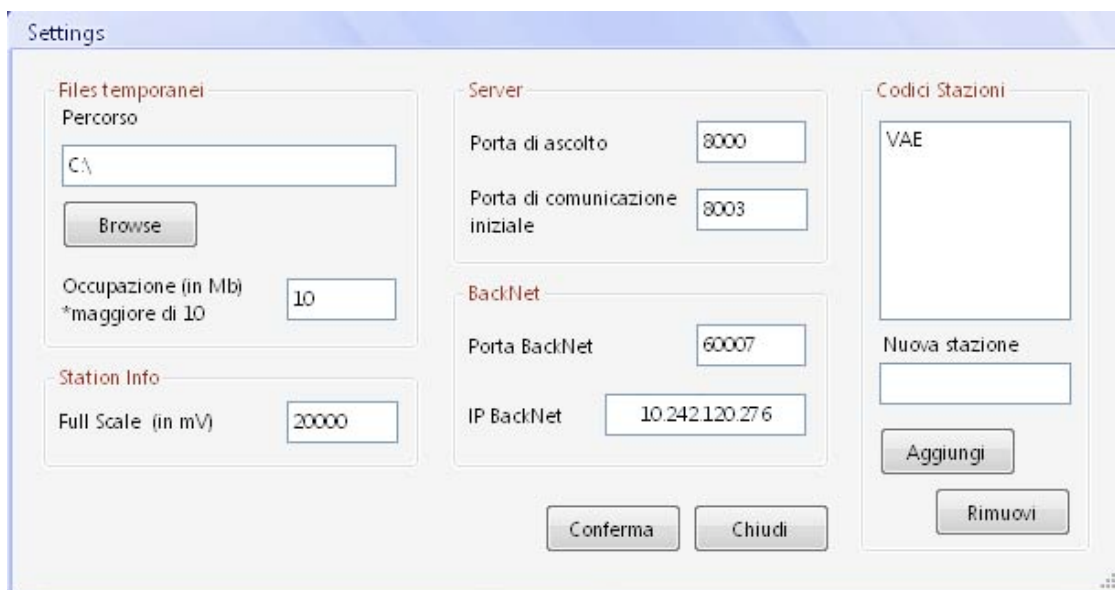 Settings
Files temporanei
Percorso
C:\
Browse
Occupazione (in Mb)
*maggiore di 10
10
Station Info
Full Scale (in mV)
20000
Server
Porta di ascolto
8000
Porta di comunicazione
iniziale
8003
BackNet
Porta BackNet
60007
IP BackNet
10.242.120.276
Conferma
Chiudi
Codici Stazioni
VAE
Nuova stazione
Aggiungi
Rimuovi